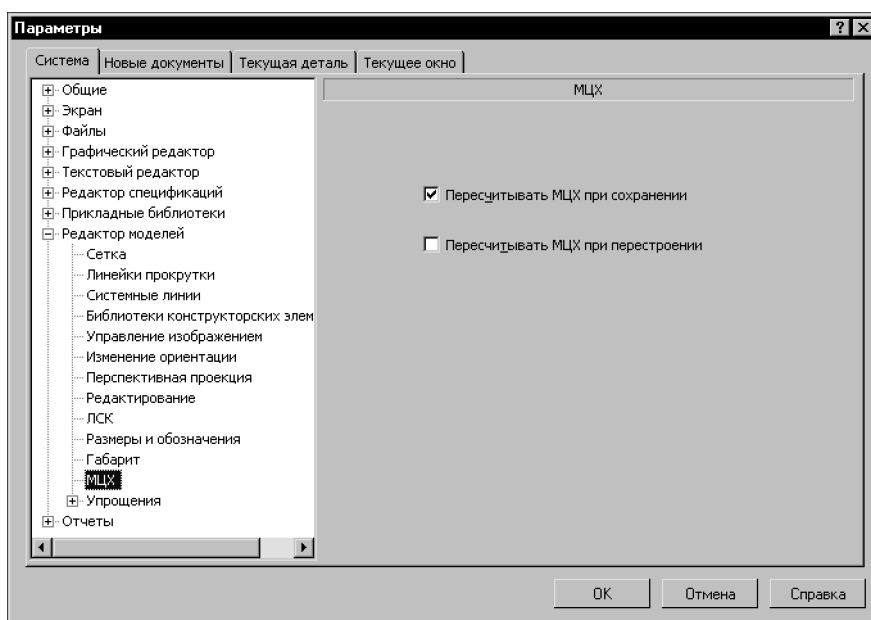 Параметры
Система
Новые документы
Текущая деталь
Текущее окно
Общие
Экран
Файлы
Графический редактор
Текстовый редактор
Редактор спецификаций
Прикладные библиотеки
Редактор моделей
Сетка
Линейки прокрутки
Системные линии
Библиотеки конструкторских элем
Управление изображением
Изменение ориентации
Перспективная проекция
Редактирование
ЛСК
Размеры и обозначения
Габарит
МЦХ
Упрощения
Отчеты
МЦХ
Пересчитывать МЦХ при сохранении
Пересчитывать МЦХ при перестроении
OK
Отмена
Справка